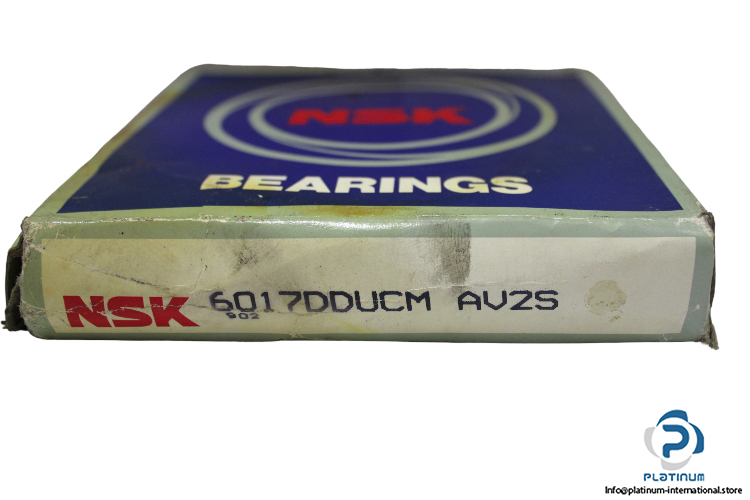 NSK
BEARINGS
NSK 6017DDUCM AV2S
902
PLATINUM
Info@platinum-international.store